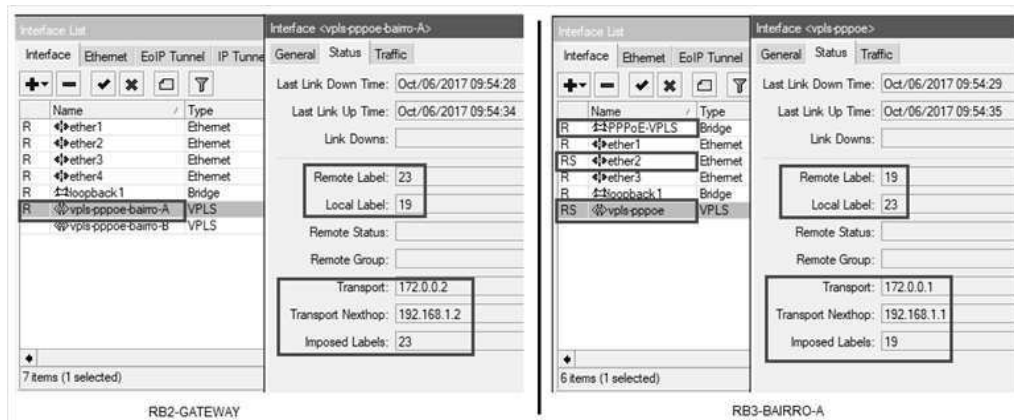 Interface List
Interface Ethernet EoIP Tunnel IP Tunne
Name / Type
R ether1 Ethernet
R ether2 Ethernet
R ether3 Ethernet
R ether4 Ethernet
R loopback1 Bridge
R vpls-pppoe-bairro-A VPLS
vpls-pppoe-bairro-B VPLS
7 items (1 selected)
Interface <vpls-pppoe-bairro-A>
General Status Traffic
Last Link Down Time: Oct/06/2017 09:54:28
Last Link Up Time: Oct/06/2017 09:54:34
Link Downs:
Remote Label: 23
Local Label: 19
Remote Status:
Remote Group:
Transport: 172.0.0.2
Transport Nexthop: 192.168.1.2
Imposed Labels: 23
RB2-GATEWAY
Interface List
Interface Ethernet EoIP Tunnel
Name / Type
R PPPoE-VPLS Bridge
R ether1 Ethernet
RS ether2 Ethernet
R ether3 Ethernet
R loopback1 Bridge
RS vpls-pppoe VPLS
6 items (1 selected)
Interface <vpls-pppoe>
General Status Traffic
Last Link Down Time: Oct/06/2017 09:54:29
Last Link Up Time: Oct/06/2017 09:54:35
Link Downs:
Remote Label: 19
Local Label: 23
Remote Status:
Remote Group:
Transport: 172.0.0.1
Transport Nexthop: 192.168.1.1
Imposed Labels: 19
RB3-BAIRRO-A